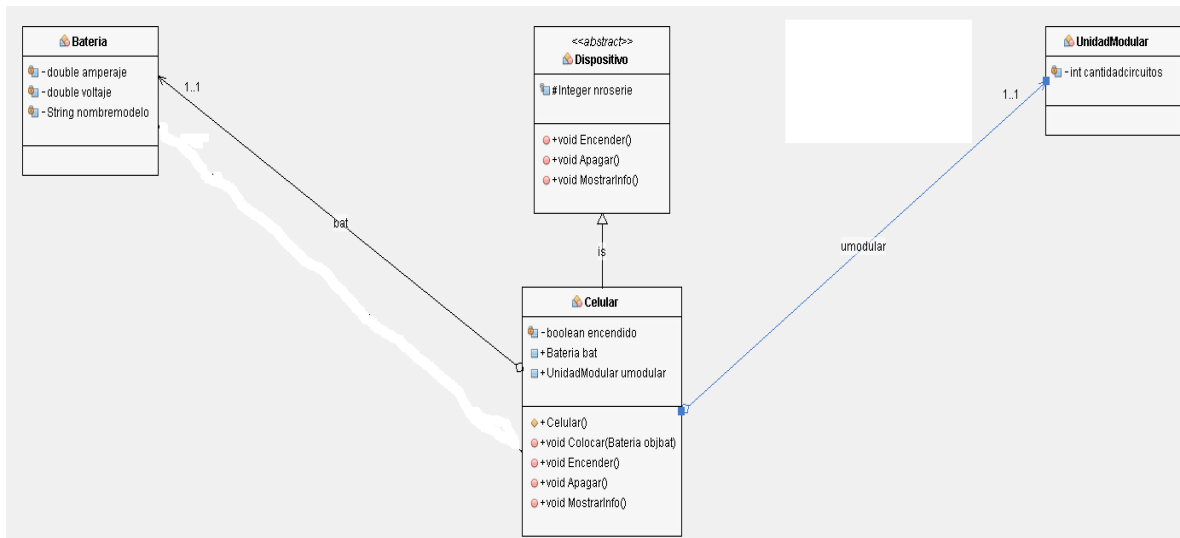 Bateria
- double amperaje
- double voltaje
- String nombremodelo
1..1
bat
<<abstract>>
Dispositivo
#Integer nroserie
+void Encender()
+void Apagar()
+void MostrarInfo()
is
UnidadModular
- int cantidadcircuitos
1..1
umodular
Celular
- boolean encendido
+Bateria bat
+UnidadModular umodular
+Celular()
+void Colocar(Bateria objbat)
+void Encender()
+void Apagar()
+void MostrarInfo()